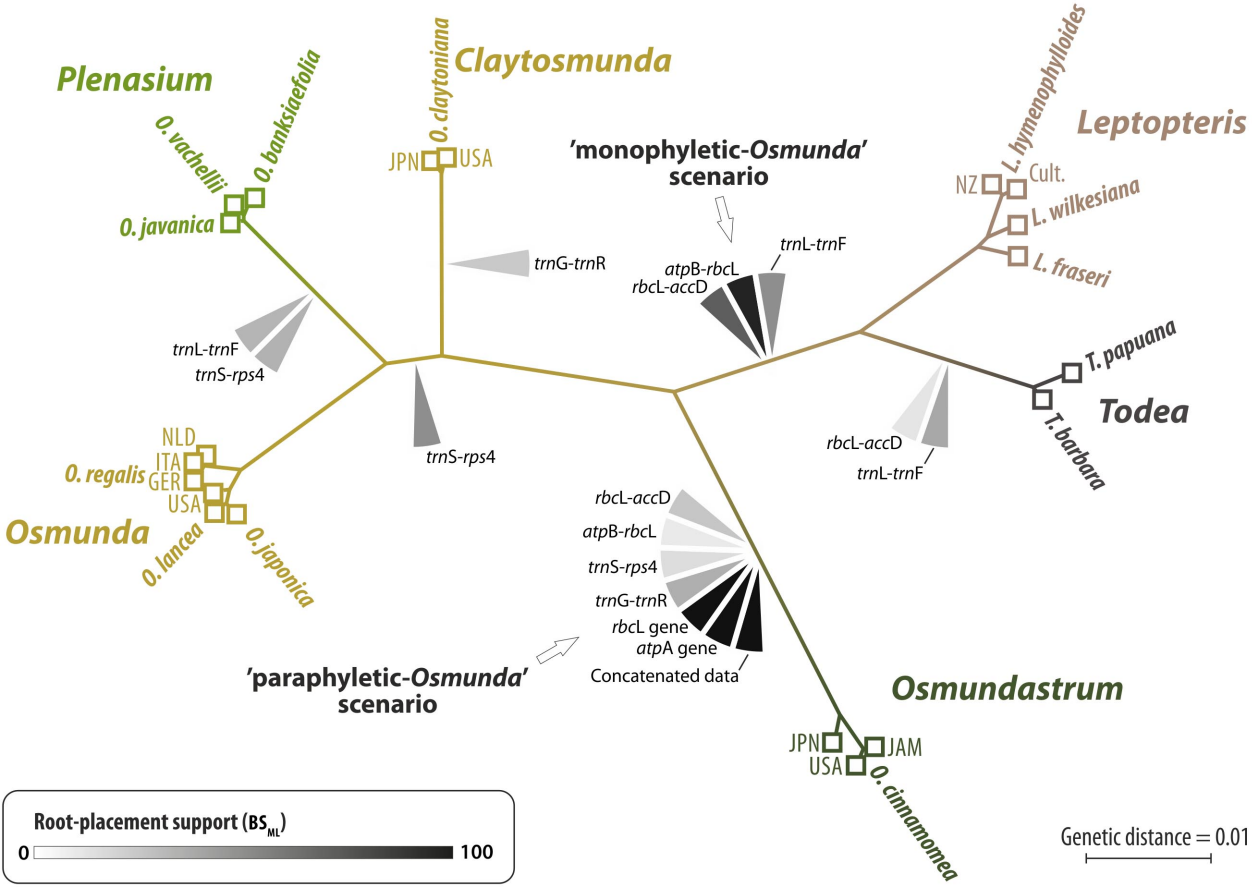 Plenasium
O. vachellii
O. banksiaefolia
O. javanica
Claytosmunda
O. claytoniana
JPN
USA
'monophyletic-Osmunda'
scenario
Leptopteris
L. hymenophylloides
NZ
Cult.
L. wilkesiana
L. fraseri
trnG-trnR
trnL-trnF
atpB-rbcL
rbcL-accD
trnL-trnF
trnS-rps4
trnS-rps4
T. papuana
Todea
T. barbara
rbcL-accD
trnL-trnF
NLD
ITA
O. regalis
GER
USA
Osmunda
O. lancea
O. japonica
rbcL-accD
atpB-rbcL
trnS-rps4
trnG-trnR
rbcL gene
atpA gene
Concatenated data
'paraphyletic-Osmunda'
scenario
Osmundastrum
JPN
JAM
USA
O. cinnamomea
Root-placement support (BSML)
0
100
Genetic distance = 0.01